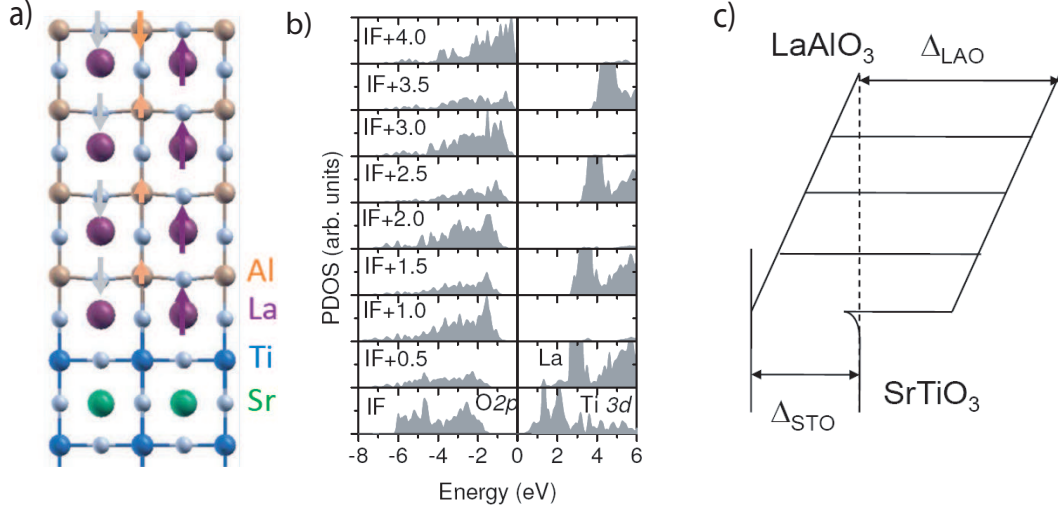 a)
Al
La
Ti
Sr
b)
PDOS (arb. units)
IF+4.0
IF+3.5
IF+3.0
IF+2.5
IF+2.0
IF+1.5
IF+1.0
IF+0.5 La
IF O2p Ti 3d
-8 -6 -4 -2 0 2 4 6
Energy (eV)
c)
LaAlO₃ Δ_LAO
SrTiO₃
Δ_STO